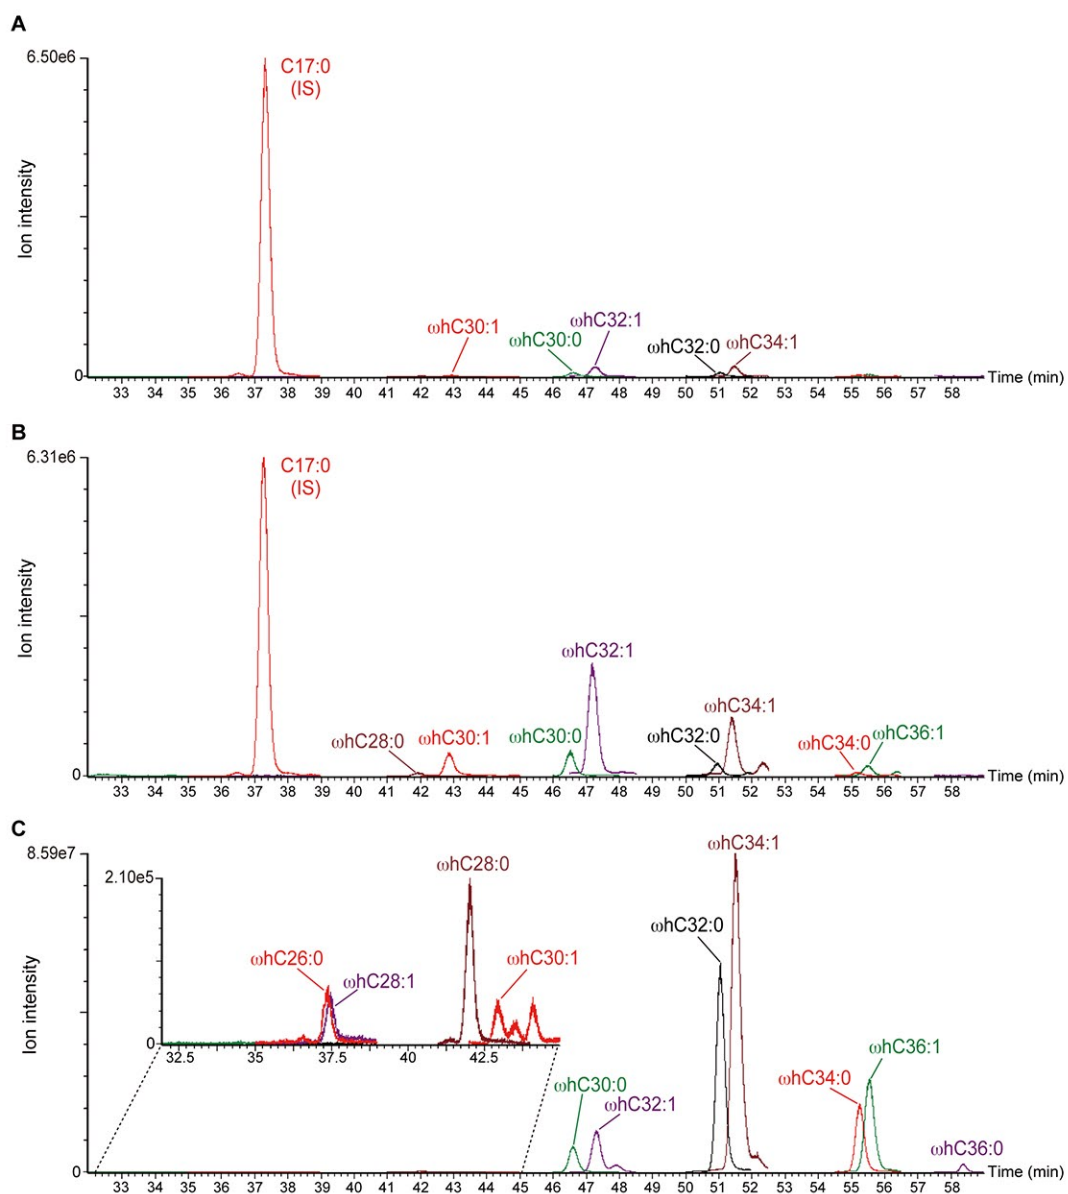 A
6.50e6
C17:0
(IS)
Ion intensity
ωhC30:1
ωhC30:0
ωhC32:1
ωhC32:0
ωhC34:1
0
33 34 35 36 37 38 39 40 41 42 43 44 45 46 47 48 49 50 51 52 53 54 55 56 57 58
Time (min)
B
6.31e6
C17:0
(IS)
Ion intensity
ωhC28:0
ωhC30:1
ωhC30:0
ωhC32:1
ωhC32:0
ωhC34:1
ωhC34:0
ωhC36:1
0
33 34 35 36 37 38 39 40 41 42 43 44 45 46 47 48 49 50 51 52 53 54 55 56 57 58
Time (min)
C
8.59e7
Ion intensity
2.10e5
ωhC26:0
ωhC28:1
ωhC28:0
ωhC30:1
0
32.5 35 37.5 40 42.5
ωhC30:0
ωhC32:1
ωhC32:0
ωhC34:1
ωhC34:0
ωhC36:1
ωhC36:0
0
33 34 35 36 37 38 39 40 41 42 43 44 45 46 47 48 49 50 51 52 53 54 55 56 57 58
Time (min)